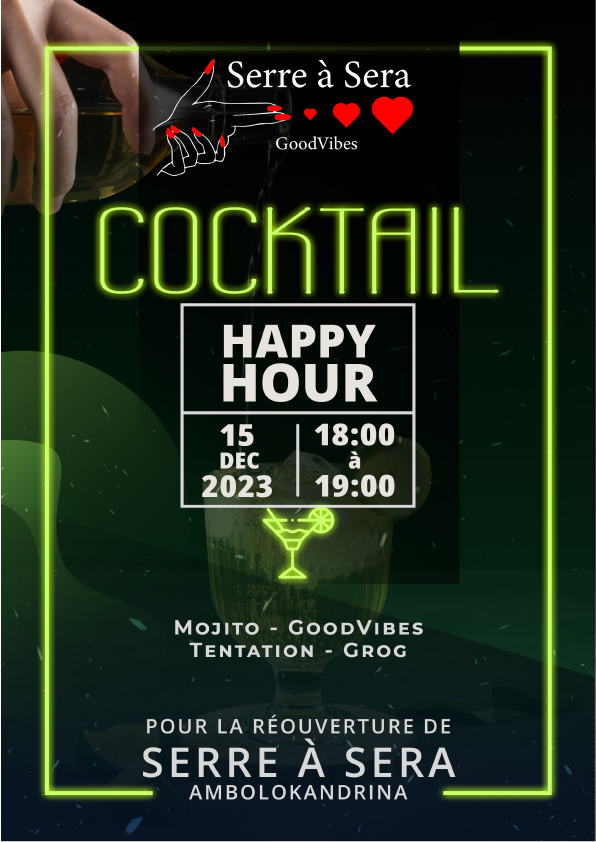 Serre à Sera
GoodVibes
COCKTAIL
HAPPY
HOUR
15
DEC
2023
18:00
à
19:00
Mojito - GoodVibes
Tentation - Grog
POUR LA RÉOUVERTURE DE
SERRE À SERA
AMBOLOKANDRINA